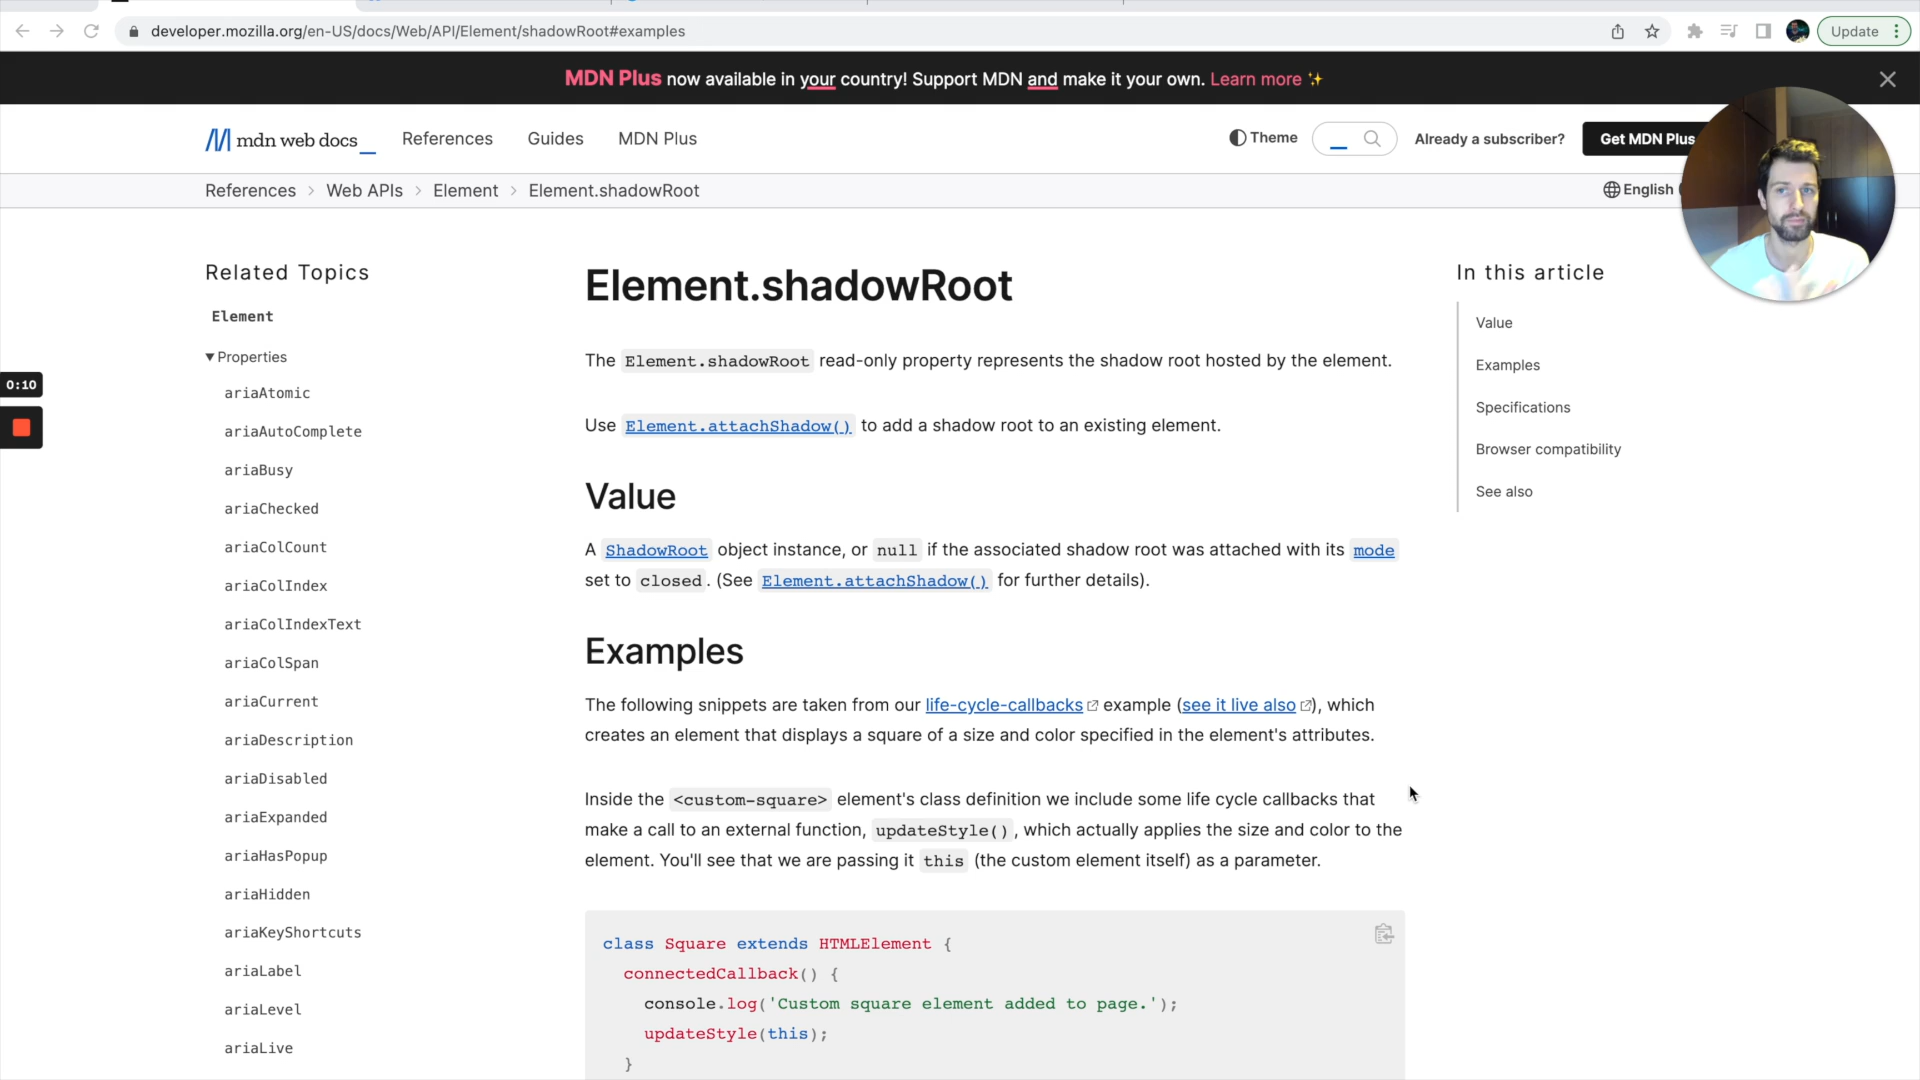 developer.mozilla.org/en-US/docs/Web/API/Element/shadowRoot#examples
Update
MDN Plus now available in your country! Support MDN and make it your own. Learn more ✨
mdn web docs_
References
Guides
MDN Plus
Theme
Already a subscriber?
Get MDN Plus
References > Web APIs > Element > Element.shadowRoot
English (
Related Topics
Element
▼Properties
ariaAtomic
ariaAutoComplete
ariaBusy
ariaChecked
ariaColCount
ariaColIndex
ariaColIndexText
ariaColSpan
ariaCurrent
ariaDescription
ariaDisabled
ariaExpanded
ariaHasPopup
ariaHidden
ariaKeyShortcuts
ariaLabel
ariaLevel
ariaLive
0:10
Element.shadowRoot
The Element.shadowRoot read-only property represents the shadow root hosted by the element.
Use Element.attachShadow() to add a shadow root to an existing element.
Value
A ShadowRoot object instance, or null if the associated shadow root was attached with its mode
set to closed. (See Element.attachShadow() for further details).
Examples
The following snippets are taken from our life-cycle-callbacks example (see it live also), which
creates an element that displays a square of a size and color specified in the element's attributes.
Inside the <custom-square> element's class definition we include some life cycle callbacks that
make a call to an external function, updateStyle(), which actually applies the size and color to the
element. You'll see that we are passing it this (the custom element itself) as a parameter.
class Square extends HTMLElement {
connectedCallback() {
console.log('Custom square element added to page.');
updateStyle(this);
}
In this article
Value
Examples
Specifications
Browser compatibility
See also